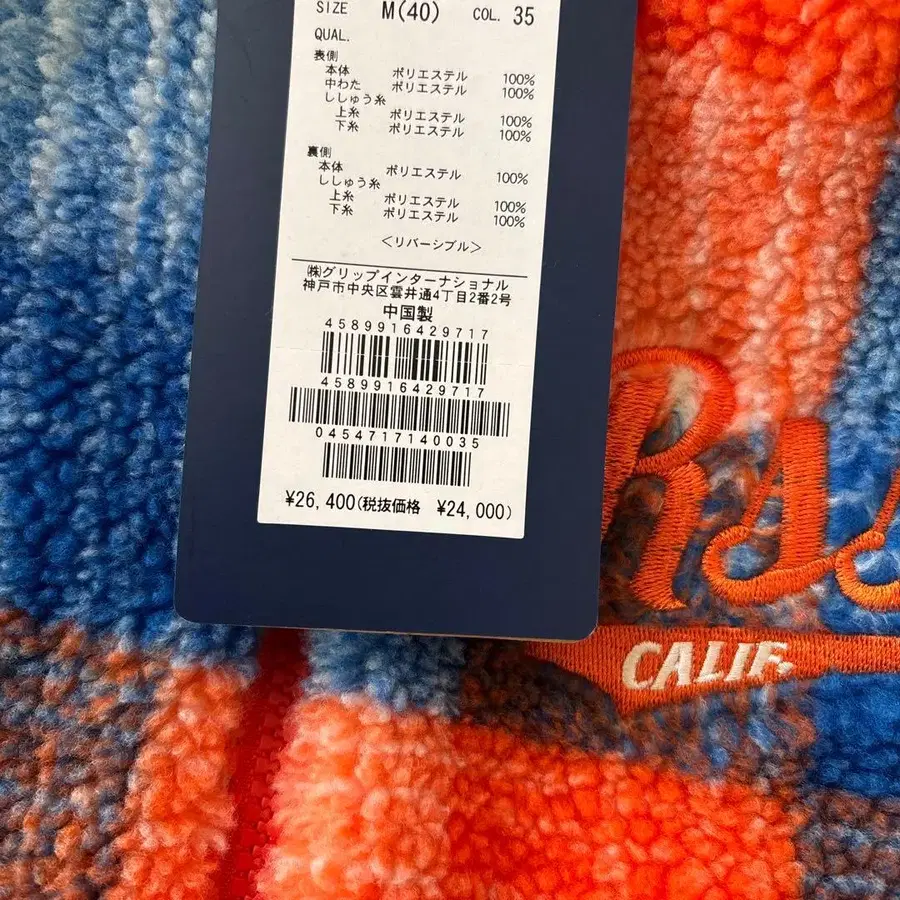 SIZE M(40) COL. 35
QUAL.
表側
本体 ポリエステル 100%
中わた ポリエステル 100%
ししゅう糸
上糸 ポリエステル 100%
下糸 ポリエステル 100%
裏側
本体 ポリエステル 100%
ししゅう糸
上糸 ポリエステル 100%
下糸 ポリエステル 100%
<リバーシブル>
㈱グリップインターナショナル
神戸市中央区雲井通4丁目2番2号
中国製
4589916429717
4589916429717
0454717140035
¥26,400(税抜価格 ¥24,000)
CALIF.